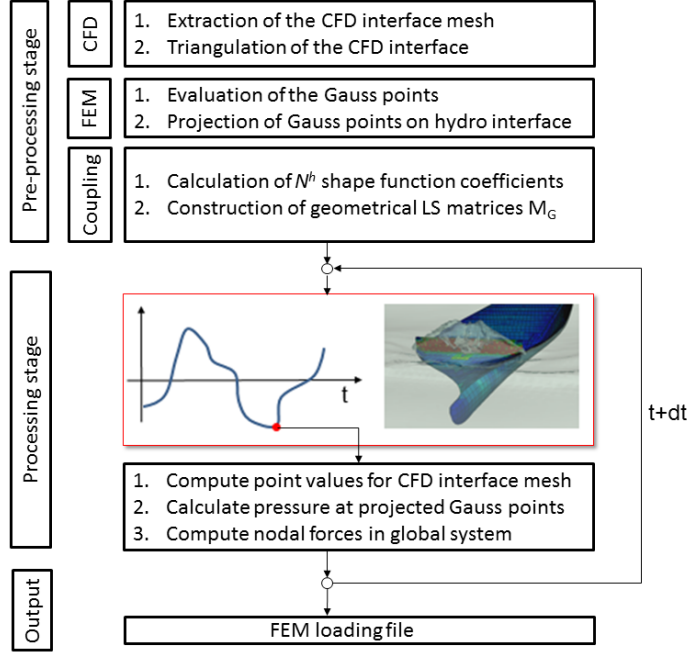 Pre-processing stage
CFD
1. Extraction of the CFD interface mesh
2. Triangulation of the CFD interface
FEM
1. Evaluation of the Gauss points
2. Projection of Gauss points on hydro interface
Coupling
1. Calculation of Nʰ shape function coefficients
2. Construction of geometrical LS matrices M_G
Processing stage
t
t+dt
1. Compute point values for CFD interface mesh
2. Calculate pressure at projected Gauss points
3. Compute nodal forces in global system
Output
FEM loading file